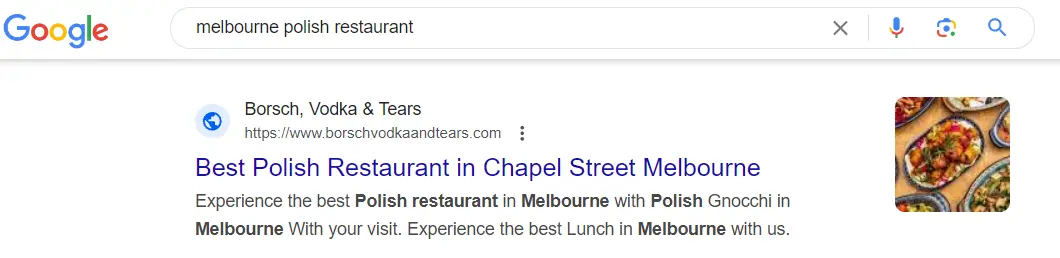 Google
melbourne polish restaurant
Borsch, Vodka & Tears
https://www.borschvodkaandtears.com
Best Polish Restaurant in Chapel Street Melbourne
Experience the best Polish restaurant in Melbourne with Polish Gnocchi in
Melbourne With your visit. Experience the best Lunch in Melbourne with us.